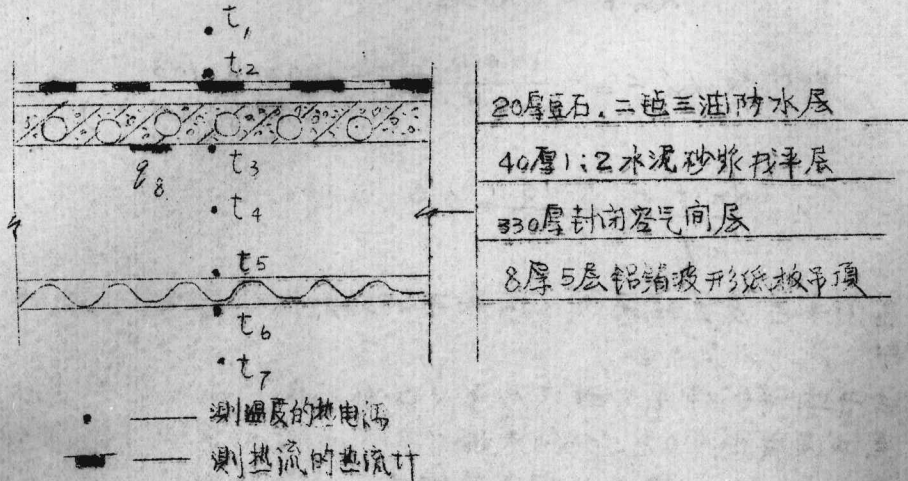 t₁
t₂
20厚豆石.二毡三油防水层
q₈
t₃
40厚1:2水泥砂浆找平层
t₄
330厚封闭空气间层
t₅
8厚5层铝箔波形纸板吊顶
t₆
t₇
测温度的热电偶
测热流的热流计